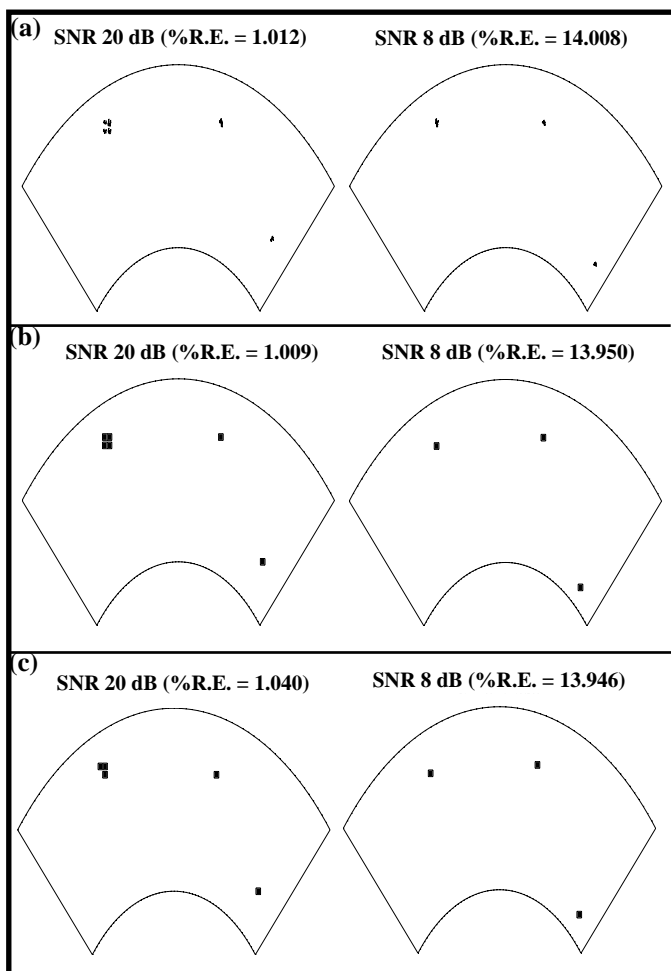 (a)
SNR 20 dB (%R.E. = 1.012)
SNR 8 dB (%R.E. = 14.008)
(b)
SNR 20 dB (%R.E. = 1.009)
SNR 8 dB (%R.E. = 13.950)
(c)
SNR 20 dB (%R.E. = 1.040)
SNR 8 dB (%R.E. = 13.946)